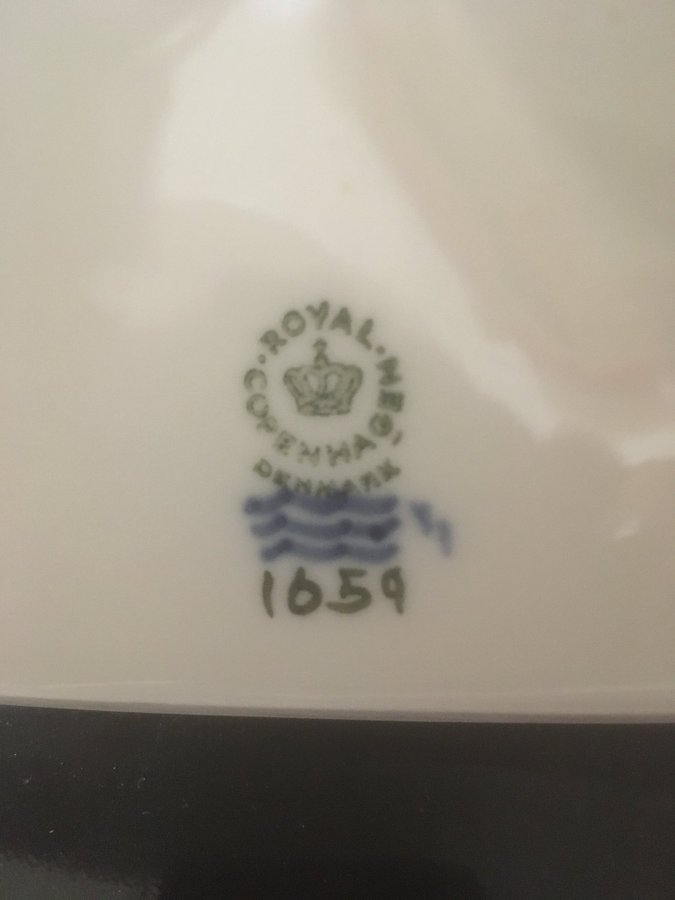 ROYAL
COPENHAGEN
DENMARK
1659